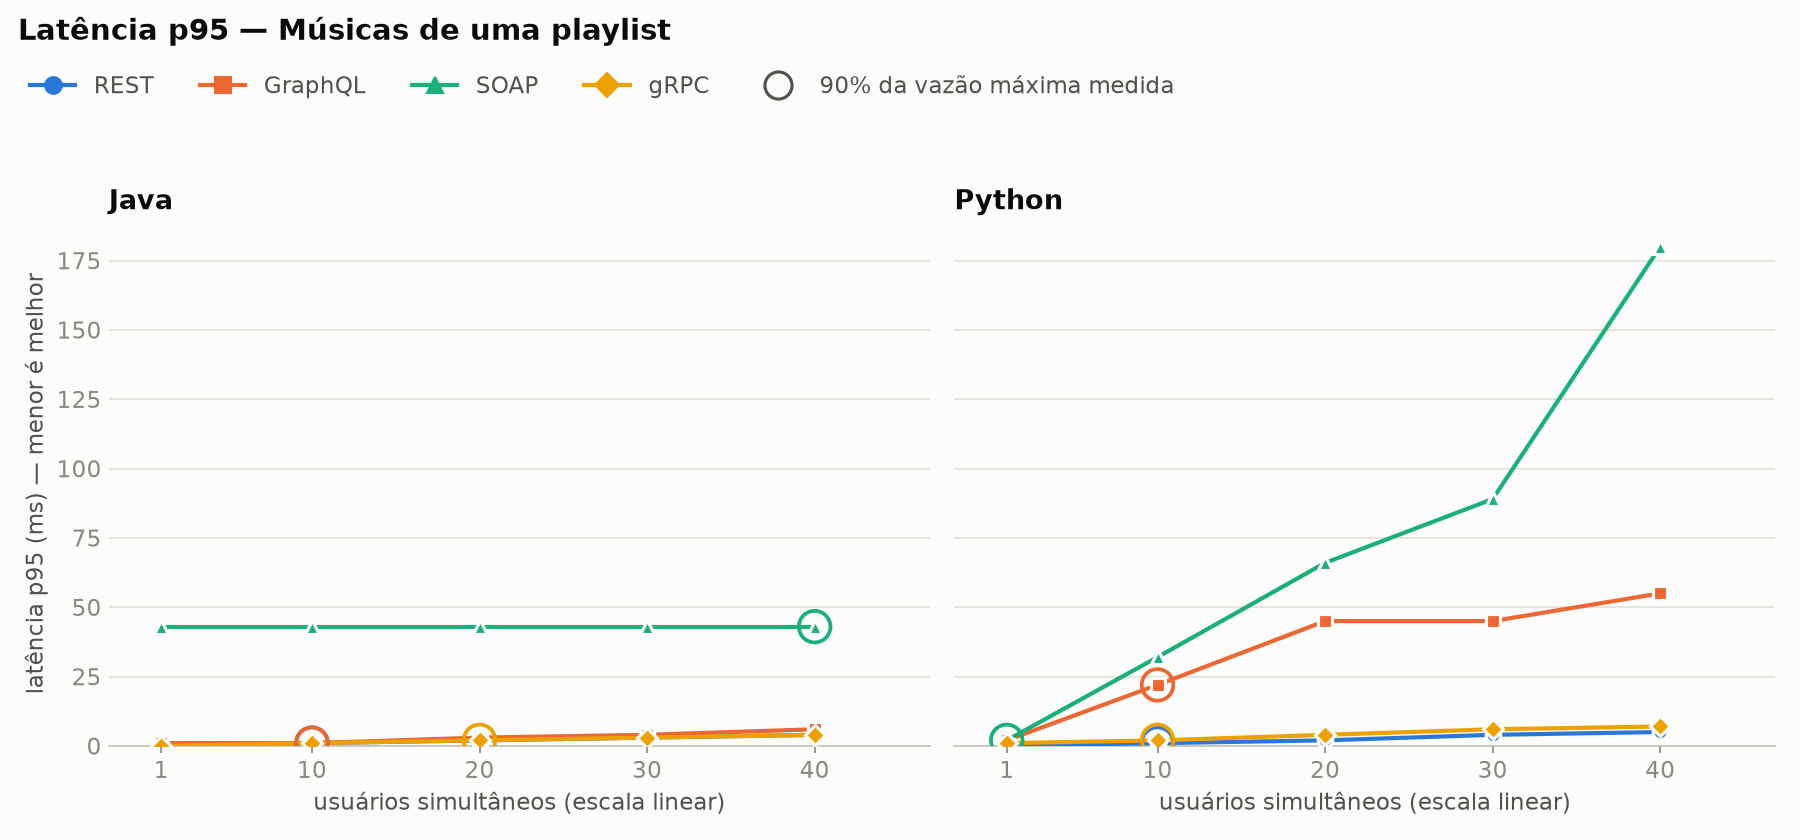 Latência p95 — Músicas de uma playlist
REST GraphQL SOAP gRPC 90% da vazão máxima medida
Java
Python
latência p95 (ms) — menor é melhor
175
150
125
100
75
50
25
0
1 10 20 30 40
usuários simultâneos (escala linear)
1 10 20 30 40
usuários simultâneos (escala linear)